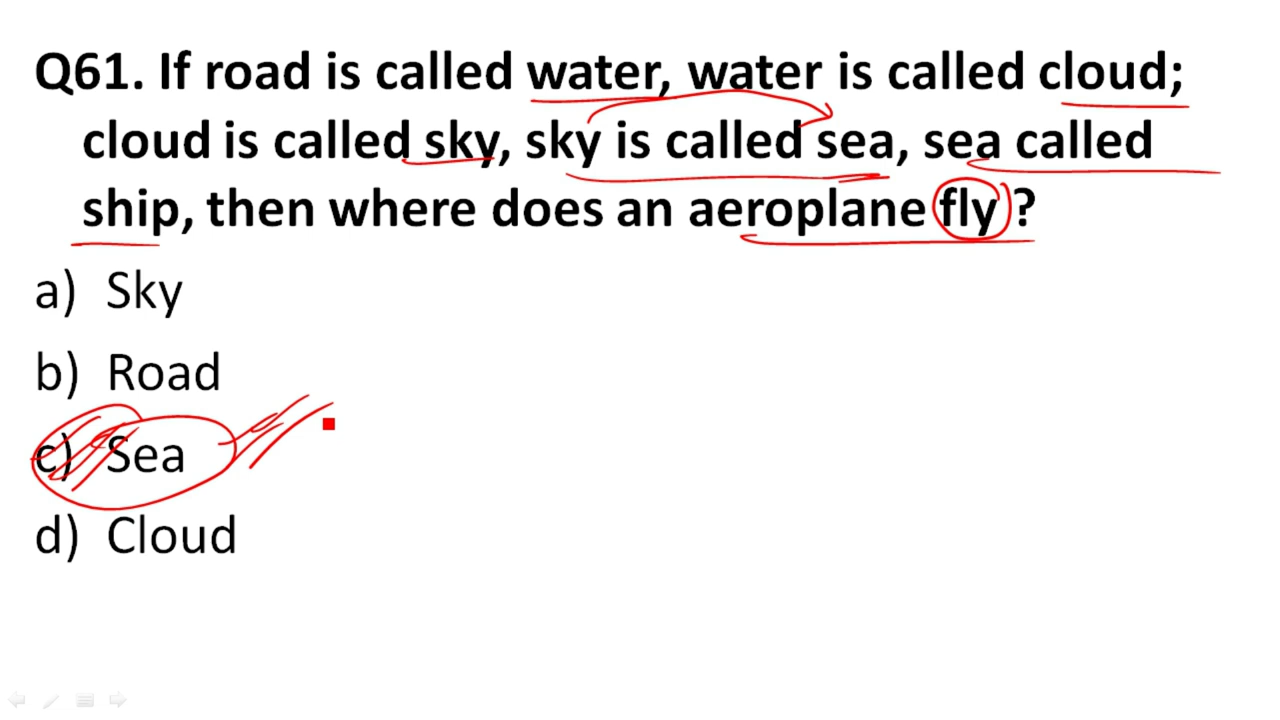 Q61. If road is called water, water is called cloud;
cloud is called sky, sky is called sea, sea called
ship, then where does an aeroplane fly ?
a) Sky
b) Road
c) Sea
d) Cloud